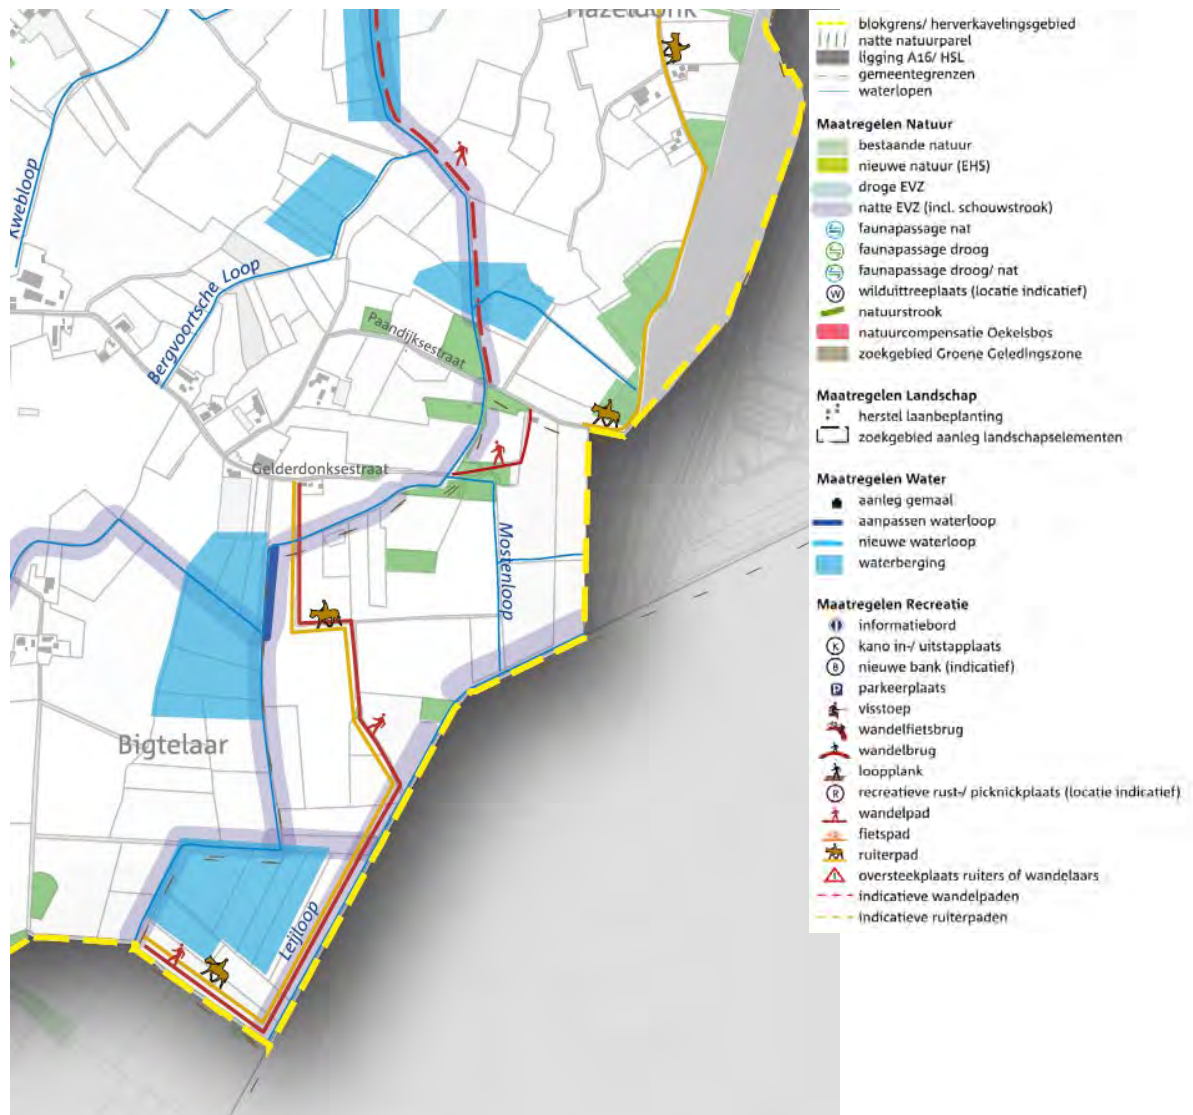 Hazeldonk
Kwebloop
Bergvoortsche Loop
Paandijksestraat
Gelderdonksestraat
Mostenloop
Bigtelaar
Leijloop
blokgrens/ herverkavelingsgebied
natte natuurparel
ligging A16/ HSL
gemeentegrenzen
waterlopen
Maatregelen Natuur
bestaande natuur
nieuwe natuur (EHS)
droge EVZ
natte EVZ (incl. schouwstrook)
faunapassage nat
faunapassage droog
faunapassage droog/ nat
W wilduittreeplaats (locatie indicatief)
natuurstrook
natuurcompensatie Oekelsbos
zoekgebied Groene Geledingszone
Maatregelen Landschap
herstel laanbeplanting
zoekgebied aanleg landschapselementen
Maatregelen Water
aanleg gemaal
aanpassen waterloop
nieuwe waterloop
waterberging
Maatregelen Recreatie
informatiebord
K kano in-/ uitstapplaats
B nieuwe bank (indicatief)
P parkeerplaats
visstoep
wandelfietsbrug
wandelbrug
loopplank
R recreatieve rust-/ picknickplaats (locatie indicatief)
wandelpad
fietspad
ruiterpad
oversteekplaats ruiters of wandelaars
indicatieve wandelpaden
indicatieve ruiterpaden